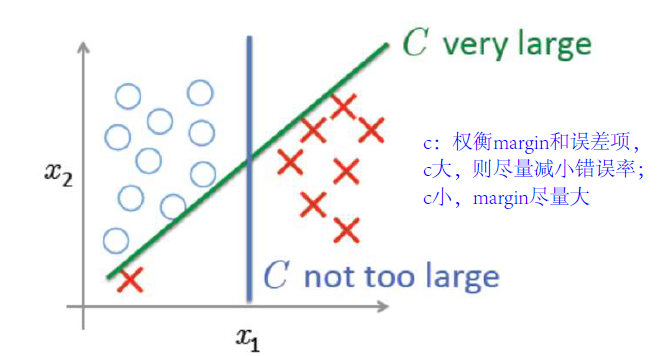 C very large
c：权衡margin和误差项，
c大，则尽量减小错误率；
c小，margin尽量大
x₂
C not too large
x₁